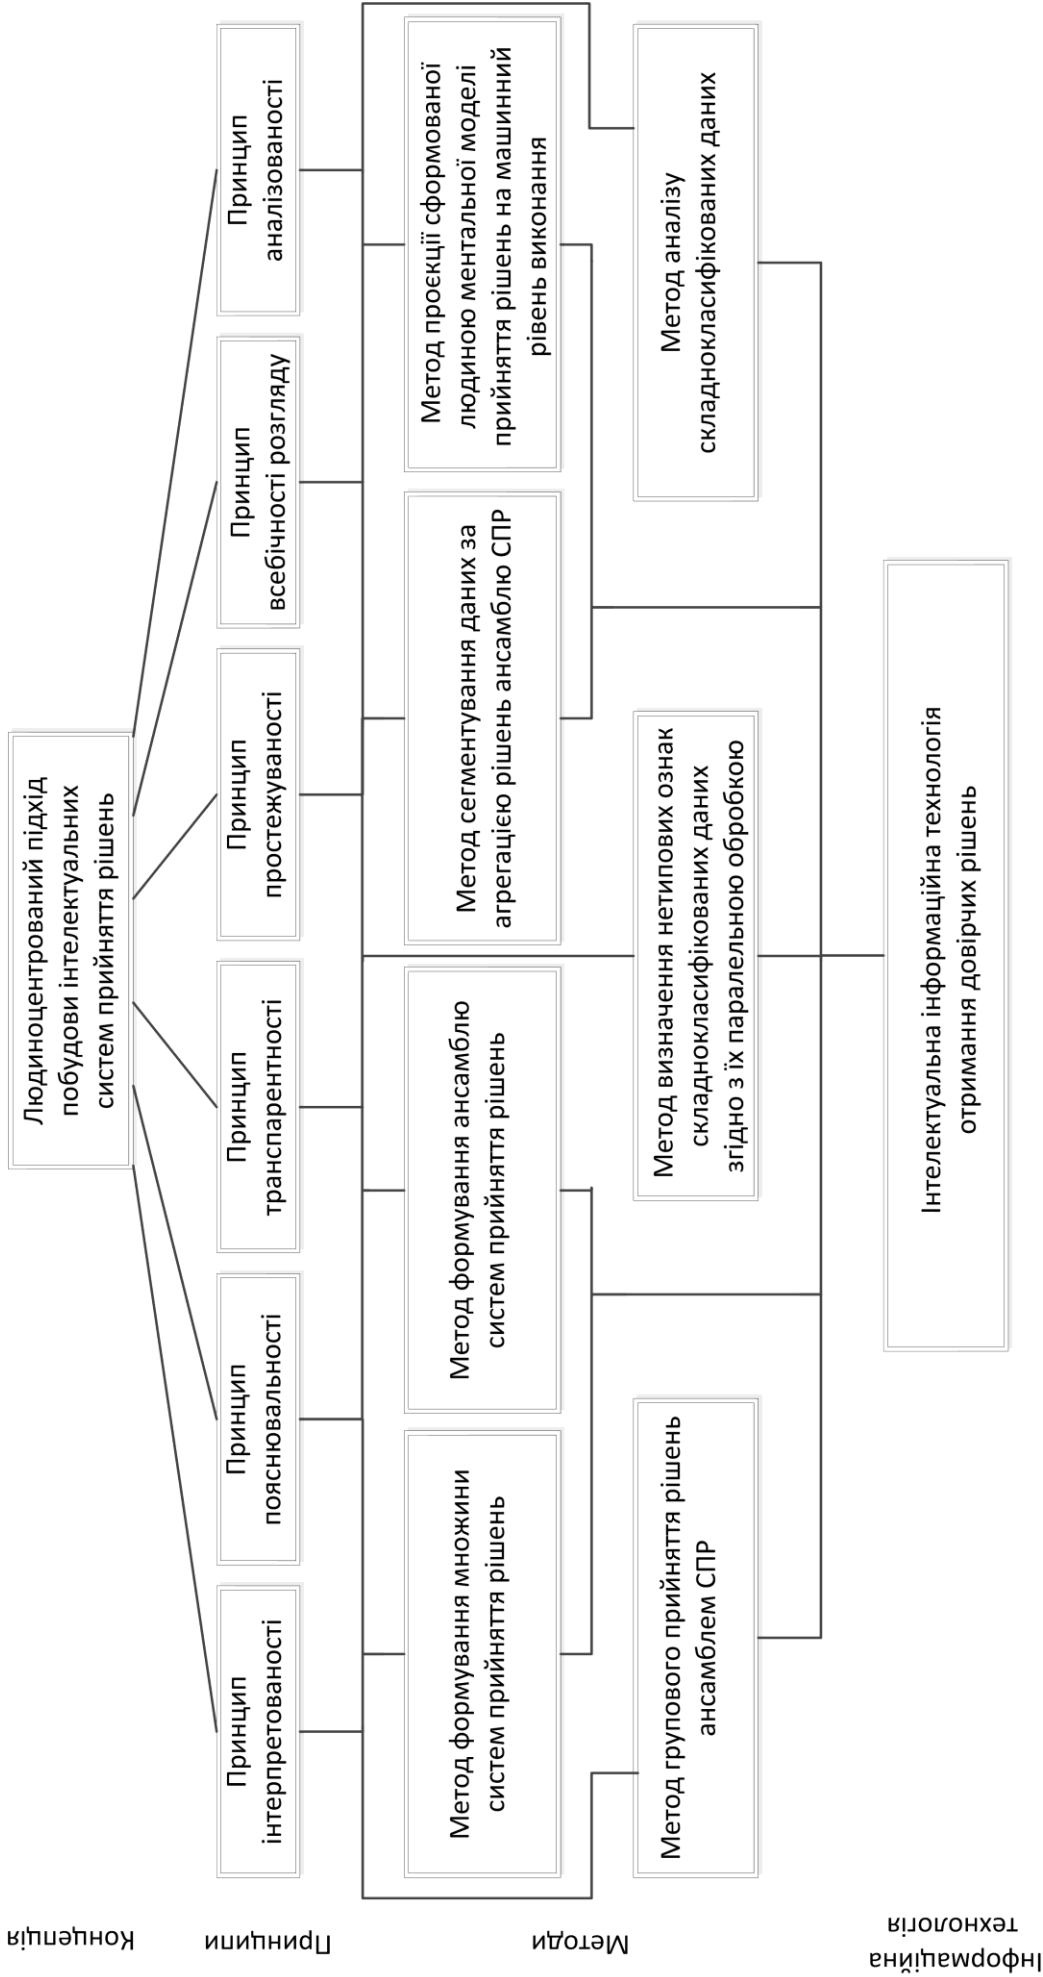 Концепція
Людиноцентрований підхід
побудови інтелектуальних
систем прийняття рішень
Принципи
Принцип
інтерпретованості
Принцип
пояснювальності
Принцип
транспарентності
Принцип
простежуваності
Принцип
всебічності розгляду
Принцип
аналізованості
Методи
Метод формування множини
систем прийняття рішень
Метод формування ансамблю
систем прийняття рішень
Метод сегментування даних за
агрегацією рішень ансамблю СПР
Метод проєкції сформованої
людиною ментальної моделі
прийняття рішень на машинний
рівень виконання
Метод групового прийняття рішень
ансамблем СПР
Метод визначення нетипових ознак
складнокласифікованих даних
згідно з їх паралельною обробкою
Метод аналізу
складнокласифікованих даних
Інформаційна
технологія
Інтелектуальна інформаційна технологія
отримання довірчих рішень